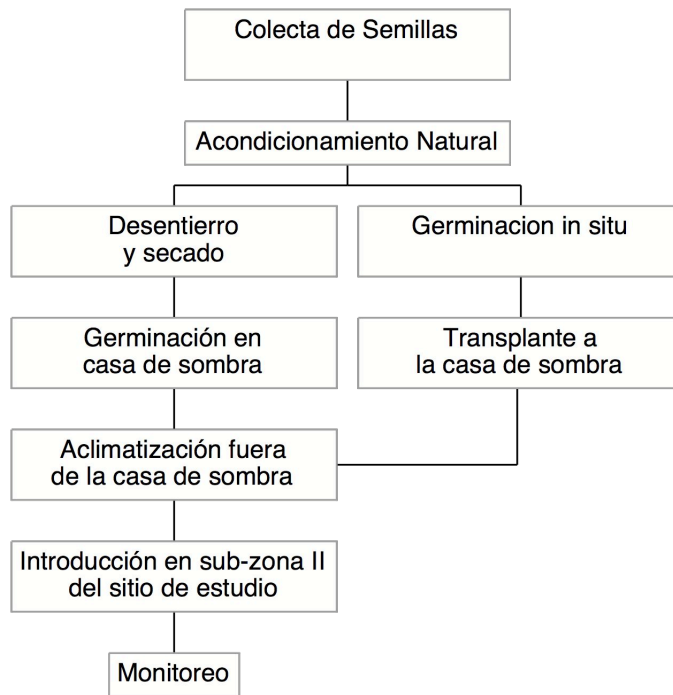 Colecta de Semillas
Acondicionamiento Natural
Desentierro
y secado
Germinacion in situ
Germinación en
casa de sombra
Transplante a
la casa de sombra
Aclimatización fuera
de la casa de sombra
Introducción en sub-zona II
del sitio de estudio
Monitoreo